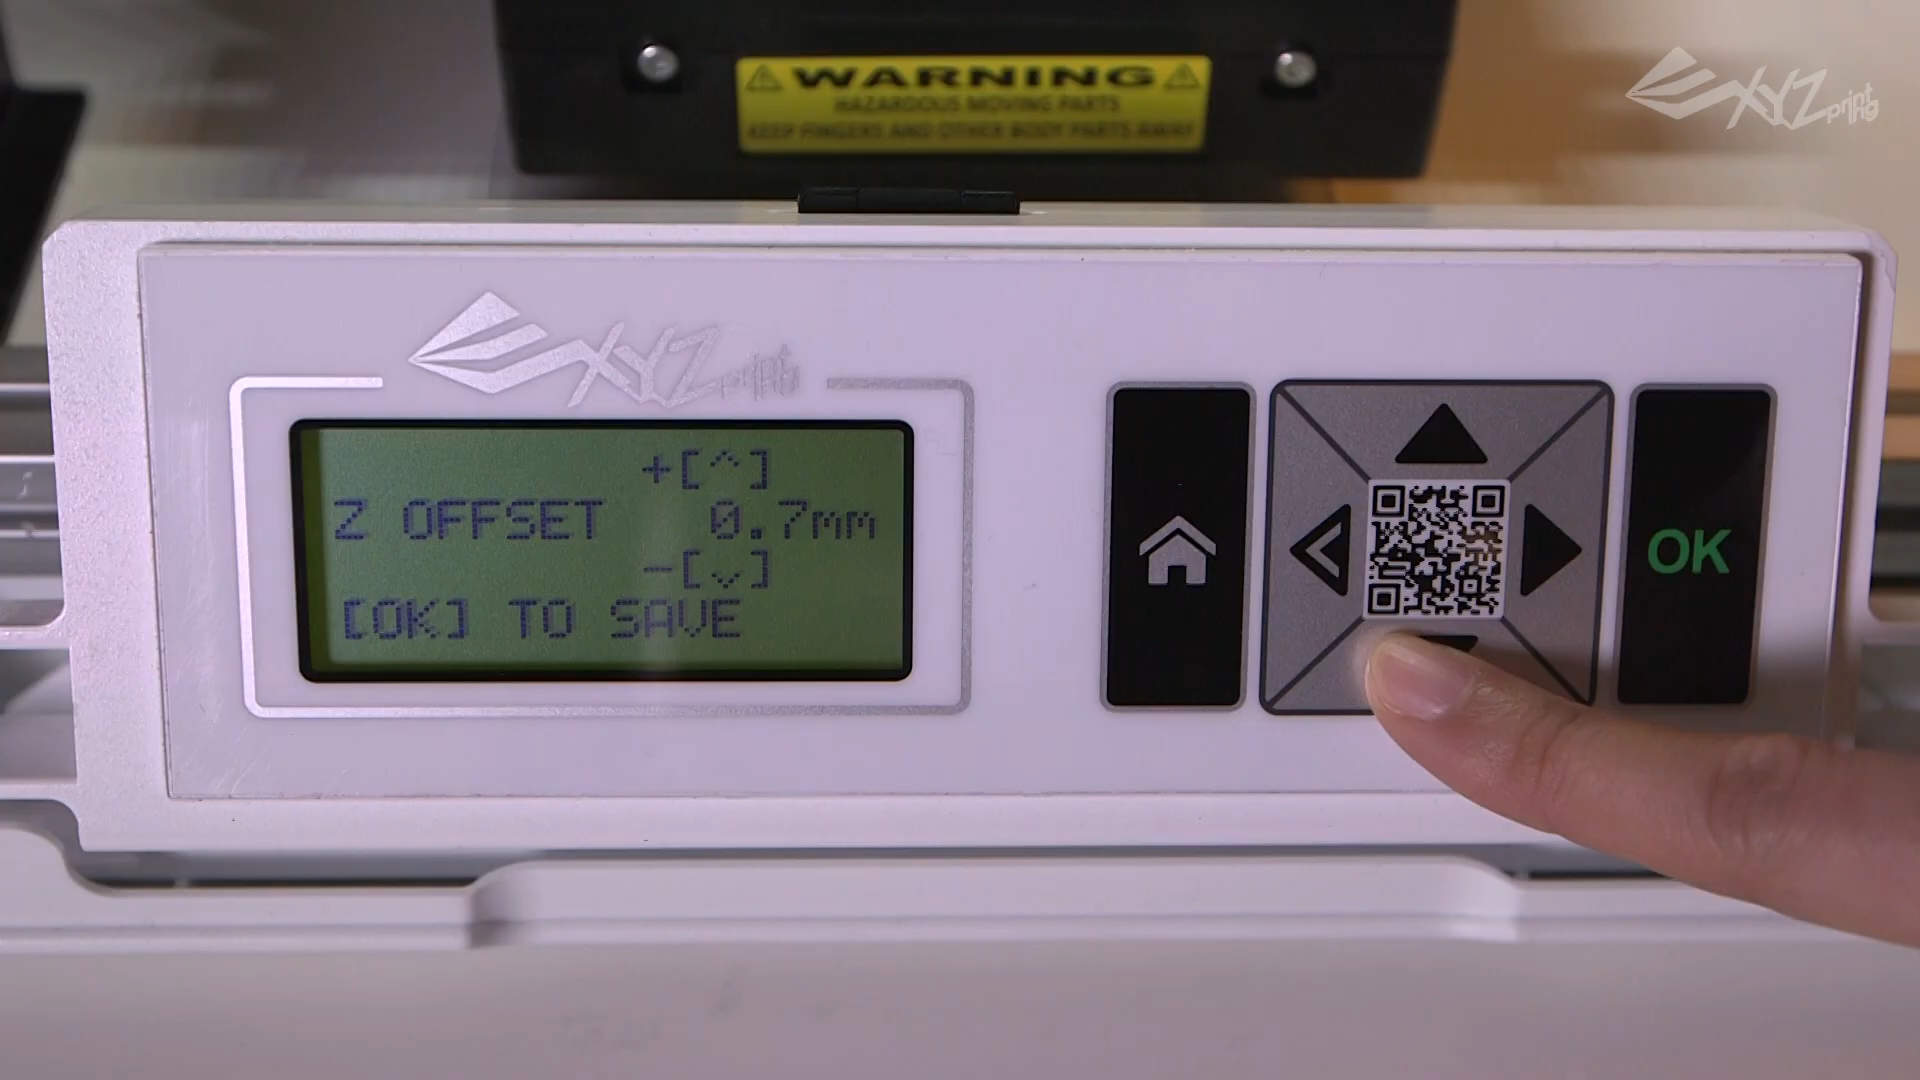 WARNING
HAZARDOUS MOVING PARTS
KEEP FINGERS AND OTHER BODY PARTS AWAY
XYZprinting
XYZprinting
+[^]
Z OFFSET 0.7mm
-[v]
[OK] TO SAVE
OK